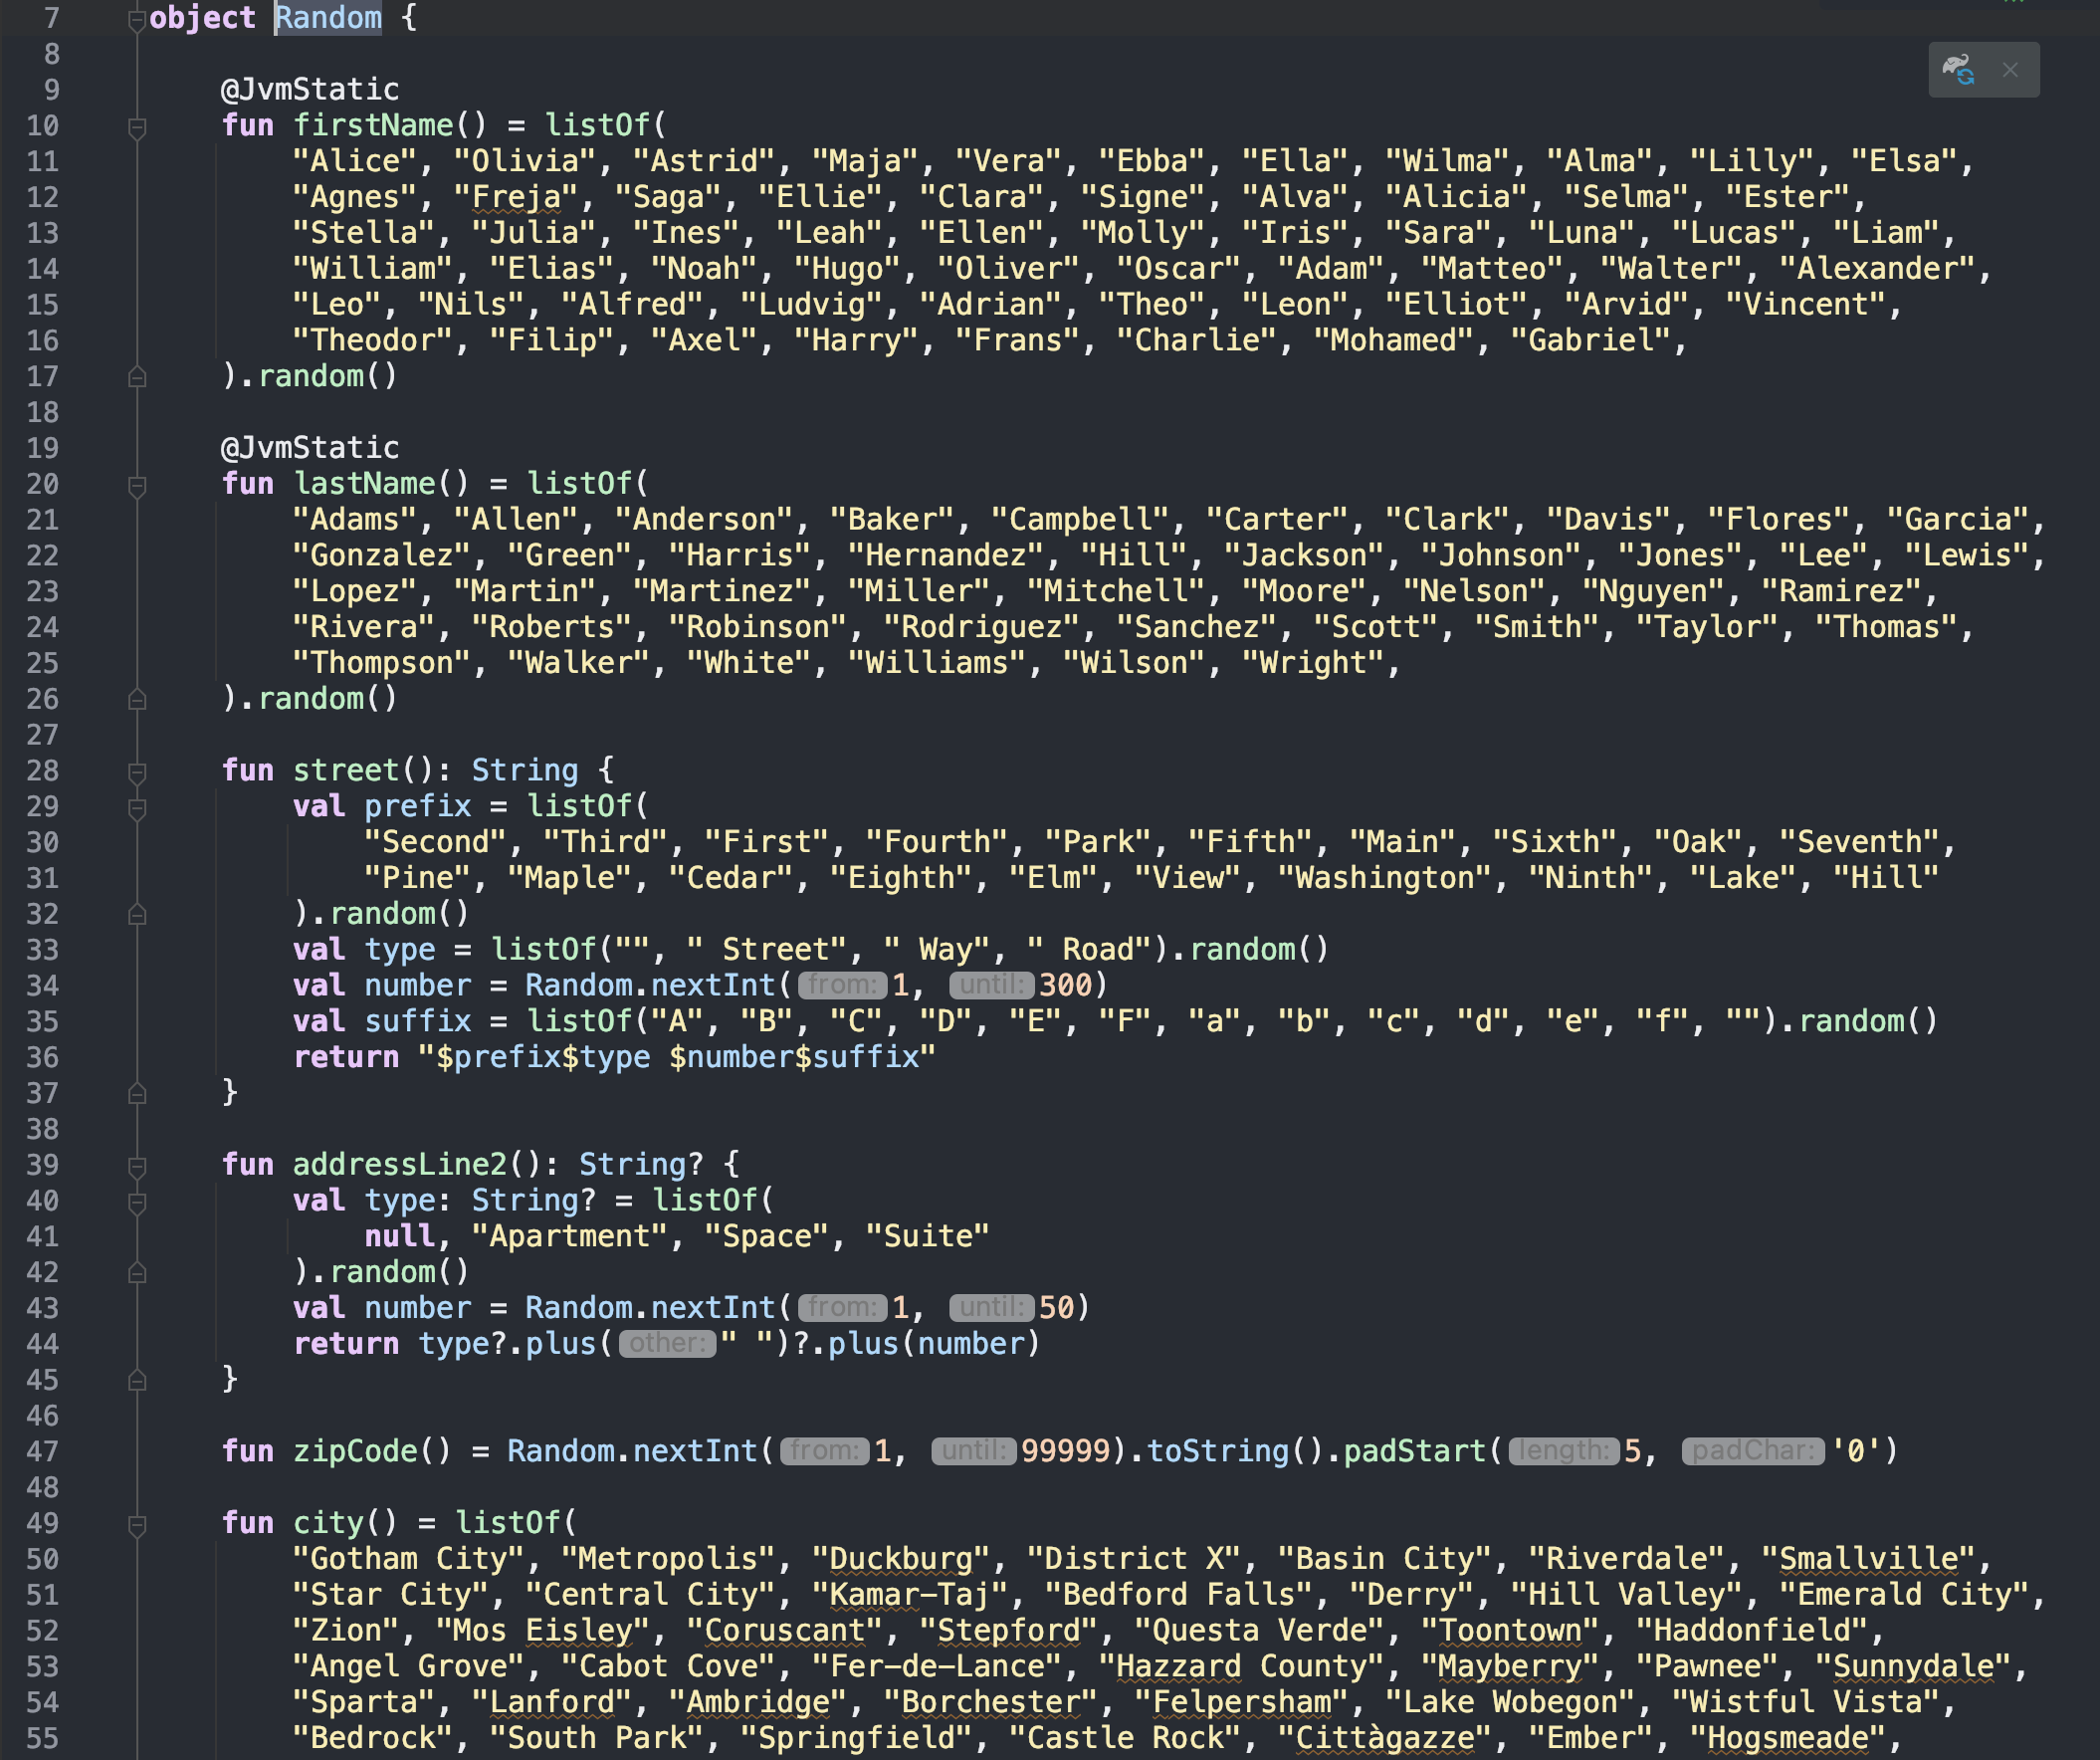 7 object Random {
8
9 @JvmStatic
10 fun firstName() = listOf(
11 "Alice", "Olivia", "Astrid", "Maja", "Vera", "Ebba", "Ella", "Wilma", "Alma", "Lilly", "Elsa",
12 "Agnes", "Freja", "Saga", "Ellie", "Clara", "Signe", "Alva", "Alicia", "Selma", "Ester",
13 "Stella", "Julia", "Ines", "Leah", "Ellen", "Molly", "Iris", "Sara", "Luna", "Lucas", "Liam",
14 "William", "Elias", "Noah", "Hugo", "Oliver", "Oscar", "Adam", "Matteo", "Walter", "Alexander",
15 "Leo", "Nils", "Alfred", "Ludvig", "Adrian", "Theo", "Leon", "Elliot", "Arvid", "Vincent",
16 "Theodor", "Filip", "Axel", "Harry", "Frans", "Charlie", "Mohamed", "Gabriel",
17 ).random()
18
19 @JvmStatic
20 fun lastName() = listOf(
21 "Adams", "Allen", "Anderson", "Baker", "Campbell", "Carter", "Clark", "Davis", "Flores", "Garcia",
22 "Gonzalez", "Green", "Harris", "Hernandez", "Hill", "Jackson", "Johnson", "Jones", "Lee", "Lewis",
23 "Lopez", "Martin", "Martinez", "Miller", "Mitchell", "Moore", "Nelson", "Nguyen", "Ramirez",
24 "Rivera", "Roberts", "Robinson", "Rodriguez", "Sanchez", "Scott", "Smith", "Taylor", "Thomas",
25 "Thompson", "Walker", "White", "Williams", "Wilson", "Wright",
26 ).random()
27
28 fun street(): String {
29 val prefix = listOf(
30 "Second", "Third", "First", "Fourth", "Park", "Fifth", "Main", "Sixth", "Oak", "Seventh",
31 "Pine", "Maple", "Cedar", "Eighth", "Elm", "View", "Washington", "Ninth", "Lake", "Hill"
32 ).random()
33 val type = listOf("", " Street", " Way", " Road").random()
34 val number = Random.nextInt( from: 1, until: 300)
35 val suffix = listOf("A", "B", "C", "D", "E", "F", "a", "b", "c", "d", "e", "f", "").random()
36 return "$prefix$type $number$suffix"
37 }
38
39 fun addressLine2(): String? {
40 val type: String? = listOf(
41 null, "Apartment", "Space", "Suite"
42 ).random()
43 val number = Random.nextInt( from: 1, until: 50)
44 return type?.plus( other: " ")?.plus(number)
45 }
46
47 fun zipCode() = Random.nextInt( from: 1, until: 99999).toString().padStart( length: 5, padChar: '0')
48
49 fun city() = listOf(
50 "Gotham City", "Metropolis", "Duckburg", "District X", "Basin City", "Riverdale", "Smallville",
51 "Star City", "Central City", "Kamar-Taj", "Bedford Falls", "Derry", "Hill Valley", "Emerald City",
52 "Zion", "Mos Eisley", "Coruscant", "Stepford", "Questa Verde", "Toontown", "Haddonfield",
53 "Angel Grove", "Cabot Cove", "Fer-de-Lance", "Hazzard County", "Mayberry", "Pawnee", "Sunnydale",
54 "Sparta", "Lanford", "Ambridge", "Borchester", "Felpersham", "Lake Wobegon", "Wistful Vista",
55 "Bedrock", "South Park", "Springfield", "Castle Rock", "Cittàgazze", "Ember", "Hogsmeade",